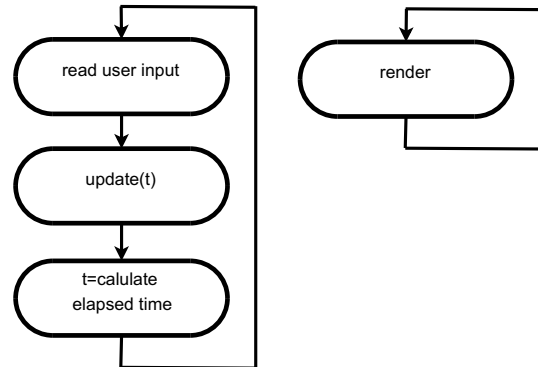 read user input
update(t)
t=calulate
elapsed time
render